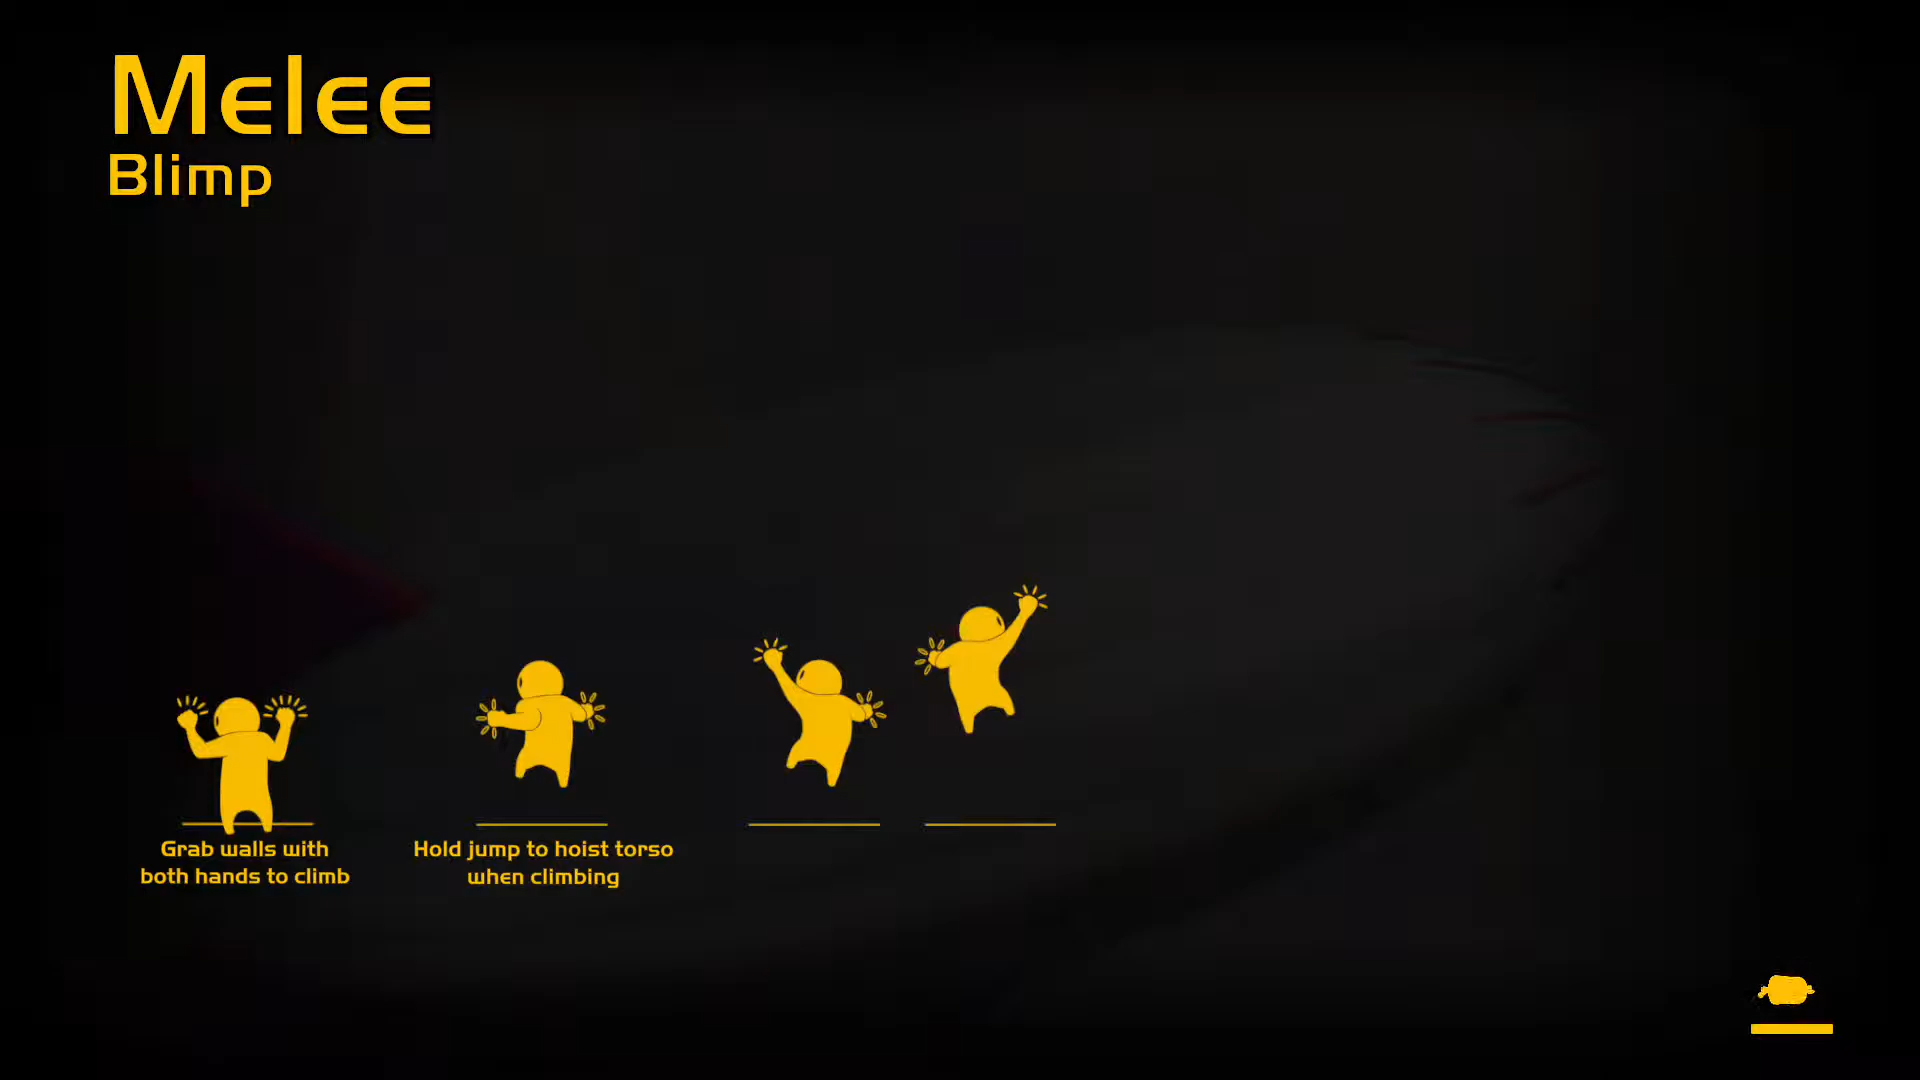 Melee
Blimp
Grab walls with
both hands to climb
Hold jump to hoist torso
when climbing